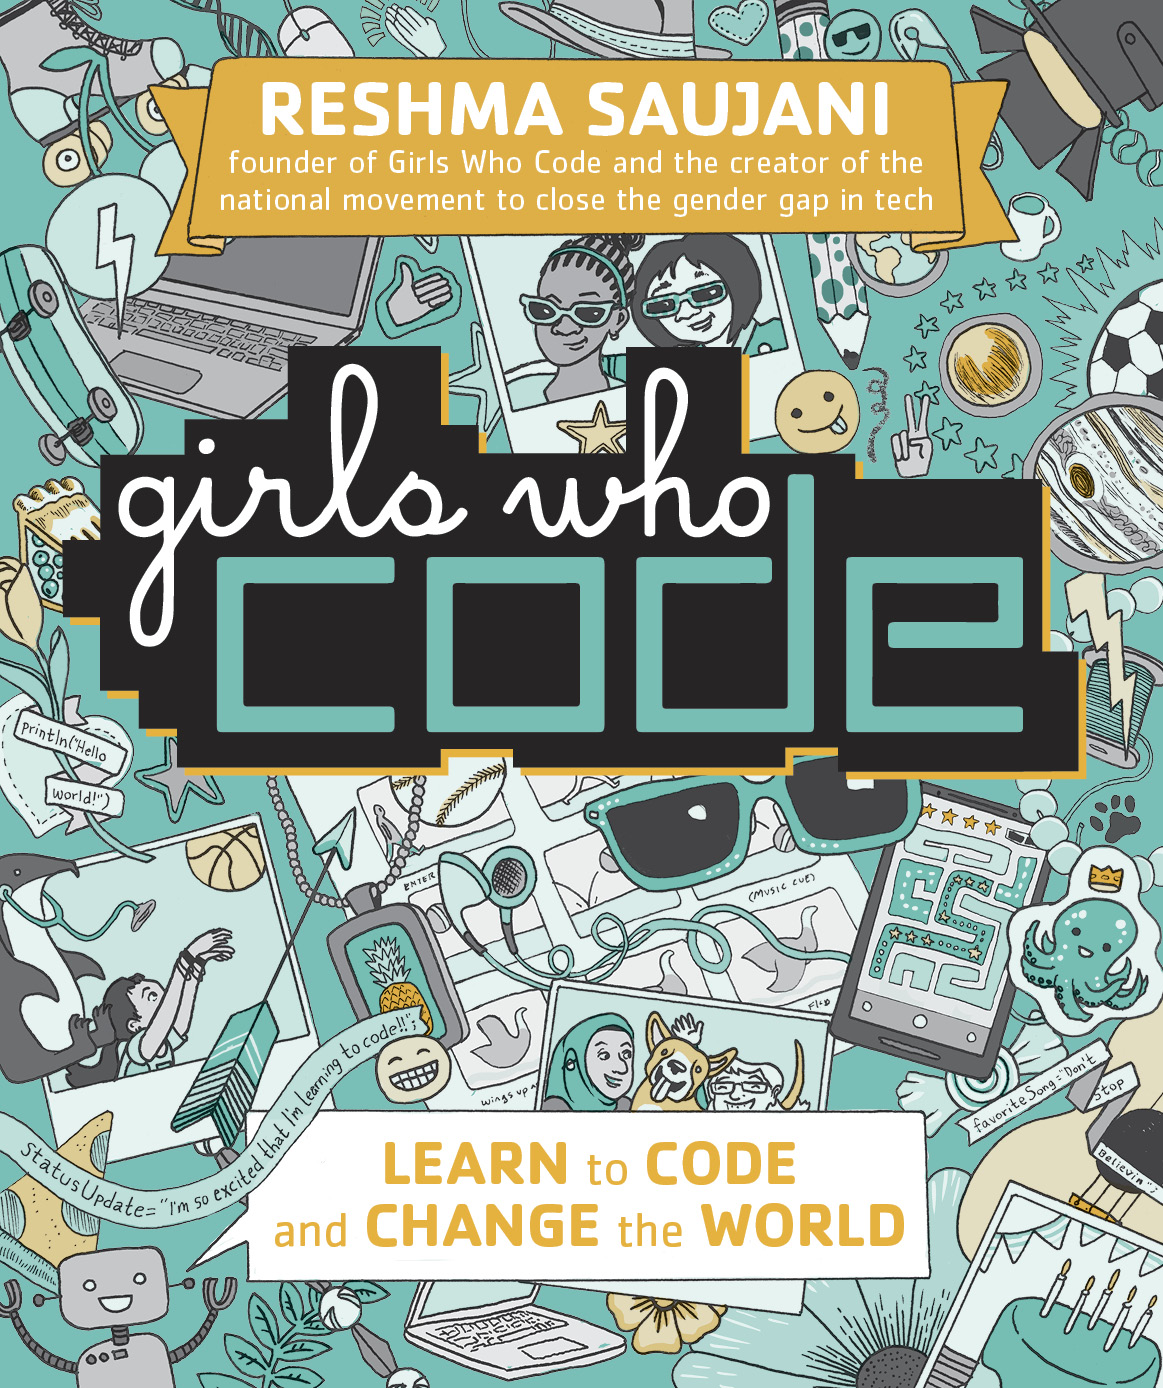 RESHMA SAUJANI
founder of Girls Who Code and the creator of the
national movement to close the gender gap in tech
girls who
code
println("Hello
world!")
ENTER
(MUSIC CUE)
wings up
StatusUpdate="I'm so excited that I'm learning to code!!";
favoriteSong="Don't
Stop
Believin'";
LEARN to CODE
and CHANGE the WORLD